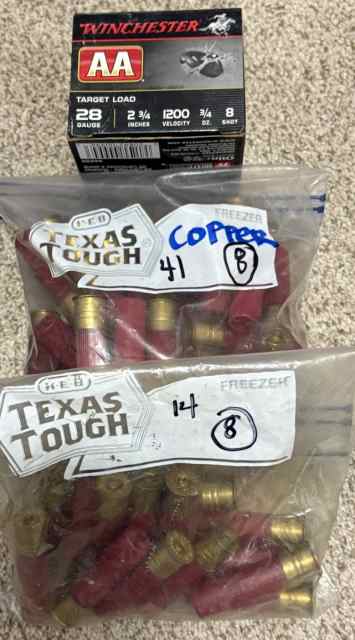 WINCHESTER
AA
TARGET LOAD
28 2 3/4 1200 3/4 8
GAUGE INCHES VELOCITY OZ. SHOT
H-E-B
FREEZER
TEXAS
TOUGH
COPPER
41 8
H-E-B
FREEZER
TEXAS
TOUGH
14 8